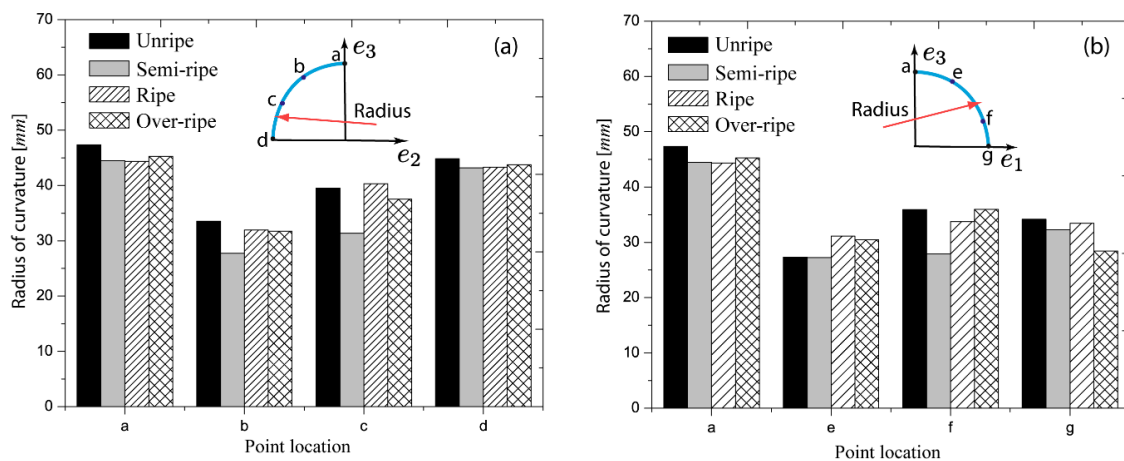 70
60
50
40
30
20
10
0
Radius of curvature [mm]
Unripe
Semi-ripe
Ripe
Over-ripe
(a)
e3
a
b
c
d
Radius
e2
a b c d
Point location
70
60
50
40
30
20
10
0
Radius of curvature [mm]
Unripe
Semi-ripe
Ripe
Over-ripe
(b)
e3
a
e
f
g
Radius
e1
a e f g
Point location